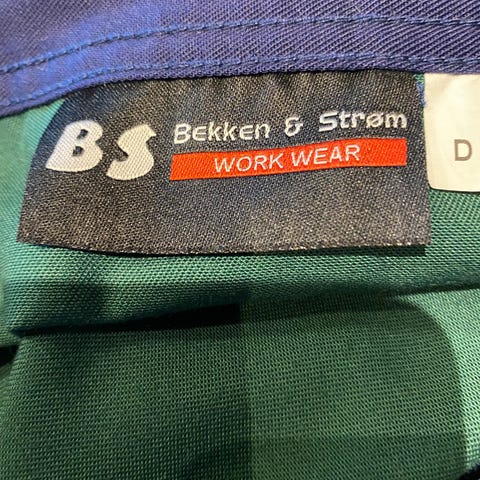 BS
Bekken & Strøm
WORK WEAR
D